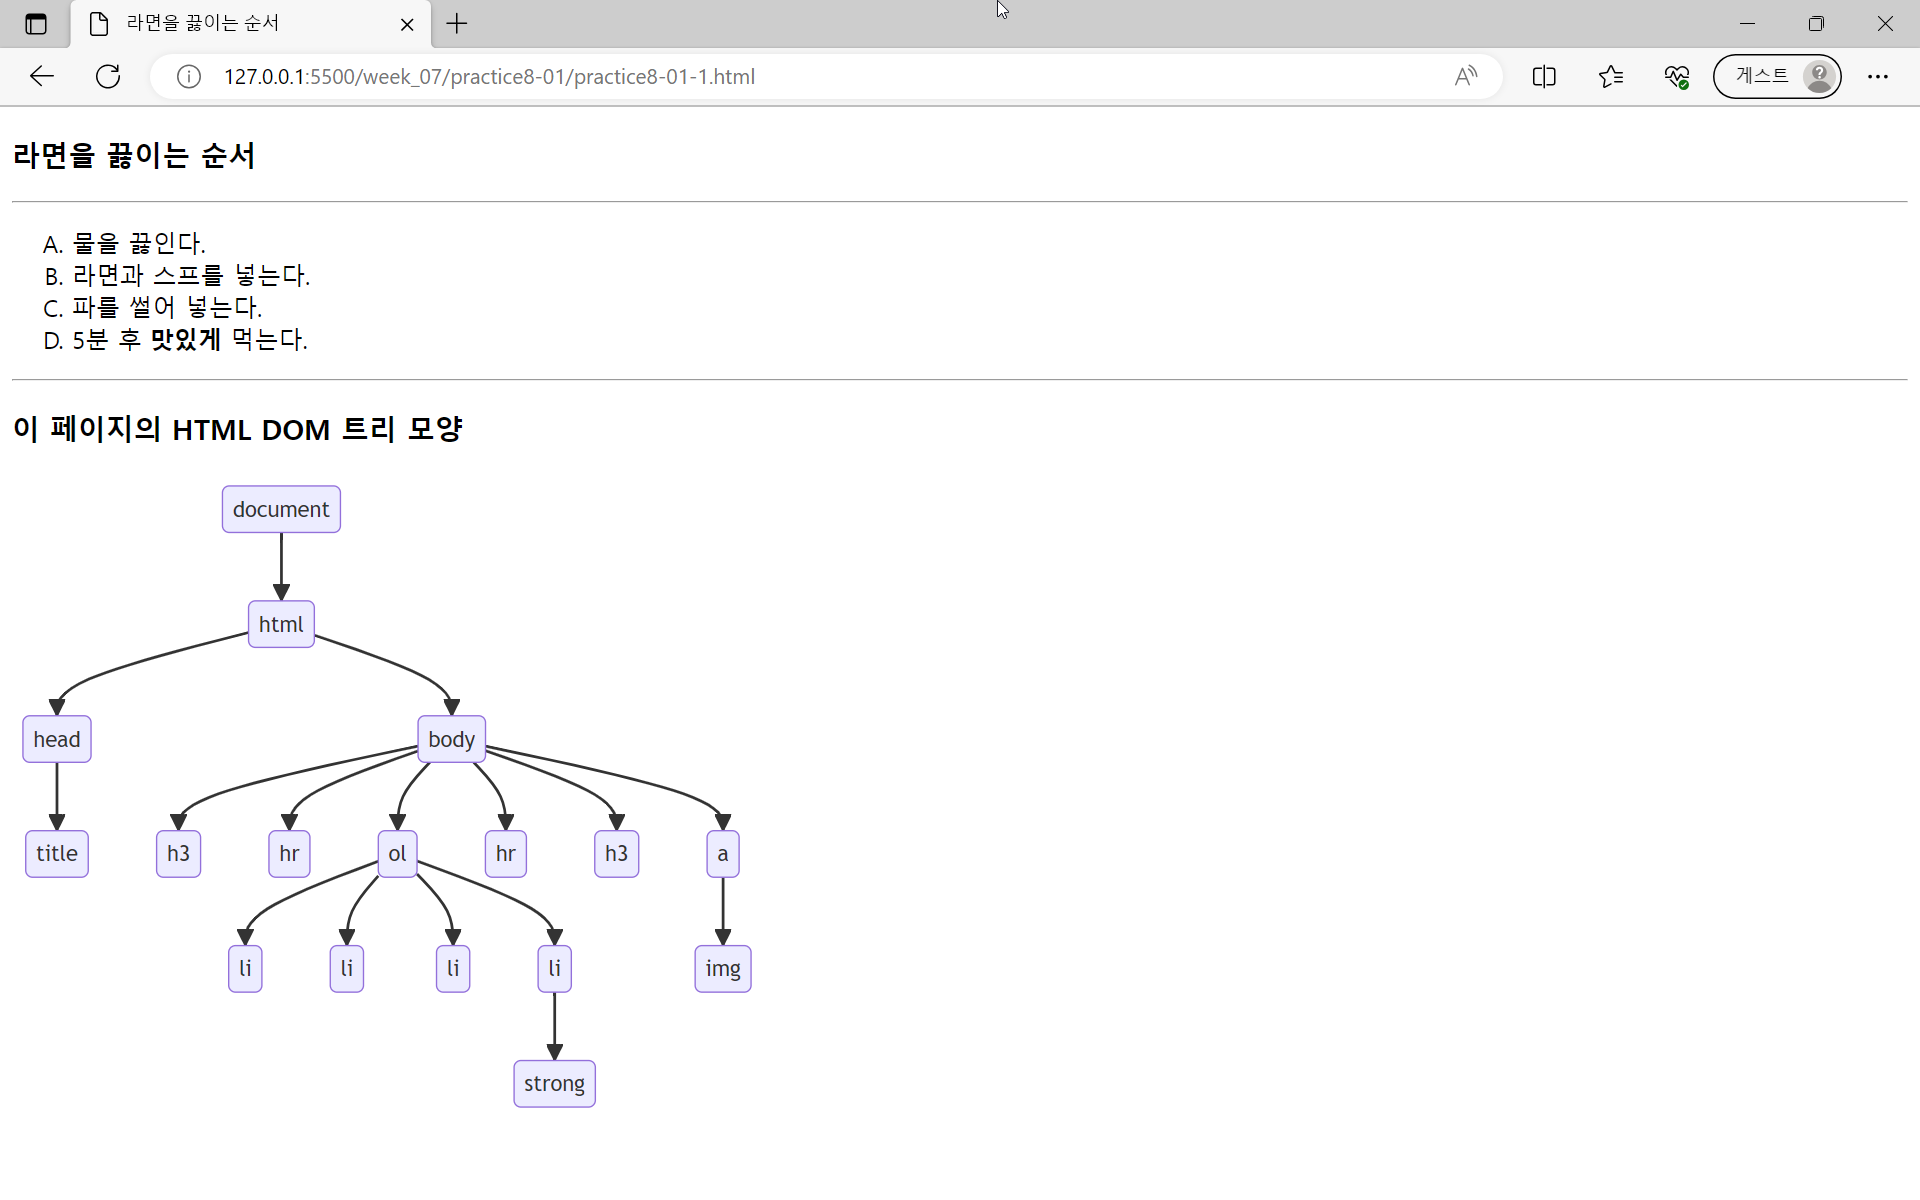 라면을 끓이는 순서
127.0.0.1:5500/week_07/practice8-01/practice8-01-1.html
게스트
라면을 끓이는 순서
A. 물을 끓인다.
B. 라면과 스프를 넣는다.
C. 파를 썰어 넣는다.
D. 5분 후 맛있게 먹는다.
이 페이지의 HTML DOM 트리 모양
document
html
head body
title h3 hr ol hr h3 a
li li li li img
strong